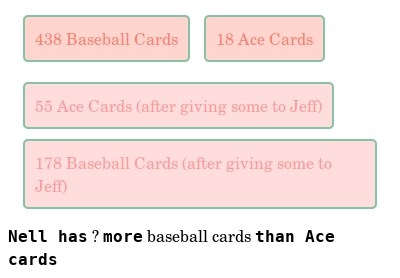 438 Baseball Cards
18 Ace Cards
55 Ace Cards (after giving some to Jeff)
178 Baseball Cards (after giving some to
Jeff)
Nell has ? more baseball cards than Ace
cards